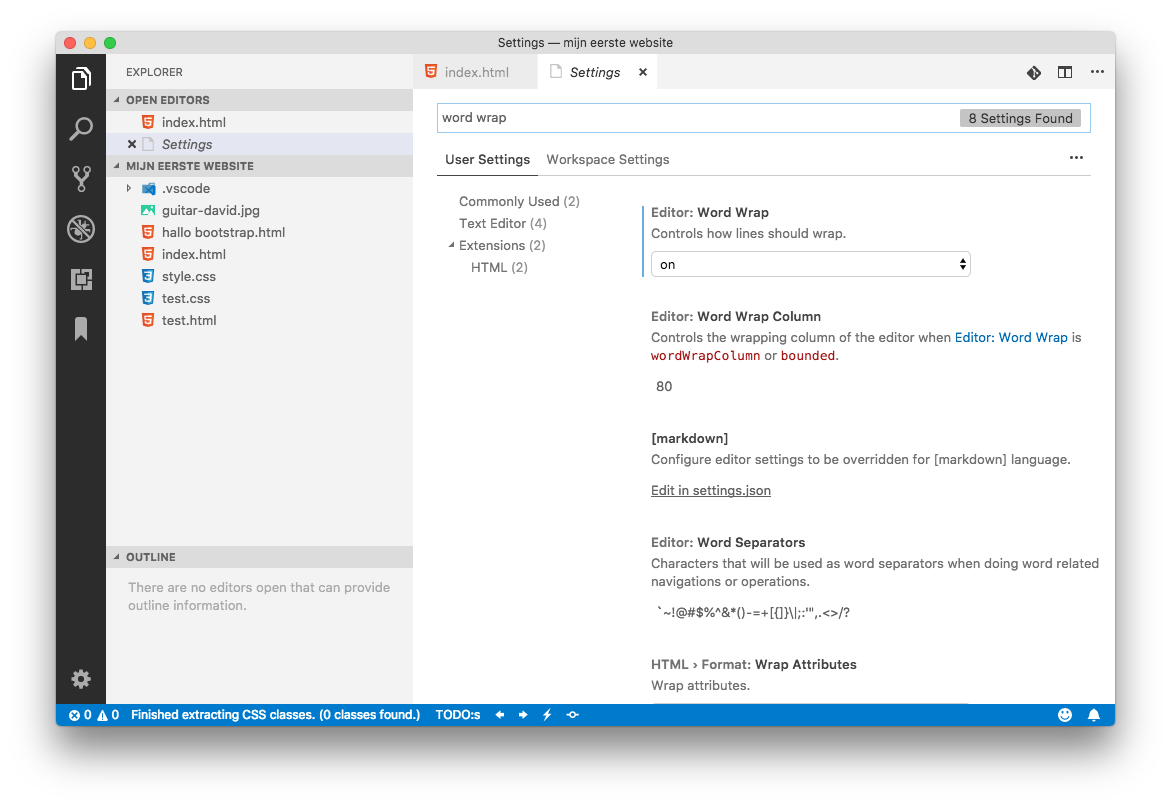 Settings — mijn eerste website
EXPLORER
OPEN EDITORS
index.html
Settings
MIJN EERSTE WEBSITE
.vscode
guitar-david.jpg
hallo bootstrap.html
index.html
style.css
test.css
test.html
OUTLINE
There are no editors open that can provide
outline information.
index.html
Settings
word wrap
8 Settings Found
User Settings
Workspace Settings
Commonly Used (2)
Text Editor (4)
Extensions (2)
HTML (2)
Editor: Word Wrap
Controls how lines should wrap.
on
Editor: Word Wrap Column
Controls the wrapping column of the editor when Editor: Word Wrap is
wordWrapColumn or bounded.
80
[markdown]
Configure editor settings to be overridden for [markdown] language.
Edit in settings.json
Editor: Word Separators
Characters that will be used as word separators when doing word related
navigations or operations.
`~!@#$%^&*()-=+[{]}\|;:'",.<>/?
HTML › Format: Wrap Attributes
Wrap attributes.
0 0 Finished extracting CSS classes. (0 classes found.) TODO:s